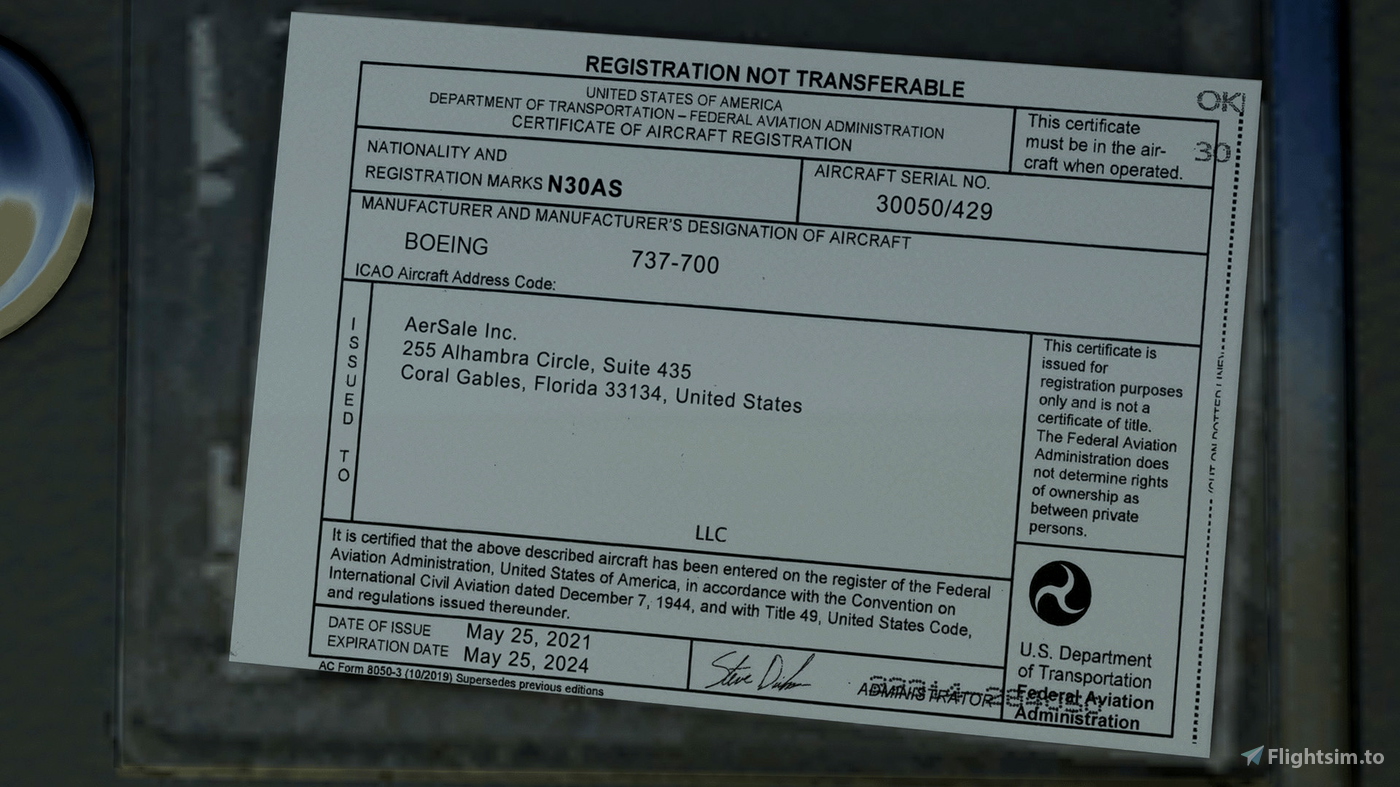 REGISTRATION NOT TRANSFERABLE
UNITED STATES OF AMERICA
DEPARTMENT OF TRANSPORTATION – FEDERAL AVIATION ADMINISTRATION
CERTIFICATE OF AIRCRAFT REGISTRATION
This certificate
must be in the air-
craft when operated.
OK
30
NATIONALITY AND
REGISTRATION MARKS N30AS
AIRCRAFT SERIAL NO.
30050/429
MANUFACTURER AND MANUFACTURER'S DESIGNATION OF AIRCRAFT
BOEING 737-700
ICAO Aircraft Address Code:
ISSUED TO
AerSale Inc.
255 Alhambra Circle, Suite 435
Coral Gables, Florida 33134, United States
LLC
This certificate is
issued for
registration purposes
only and is not a
certificate of title.
The Federal Aviation
Administration does
not determine rights
of ownership as
between private
persons.
It is certified that the above described aircraft has been entered on the register of the Federal
Aviation Administration, United States of America, in accordance with the Convention on
International Civil Aviation dated December 7, 1944, and with Title 49, United States Code,
and regulations issued thereunder.
DATE OF ISSUE May 25, 2021
EXPIRATION DATE May 25, 2024
Steve
ADMINISTRATOR
U.S. Department
of Transportation
Federal Aviation
Administration
AC Form 8050-3 (10/2019) Supersedes previous editions
Flightsim.to